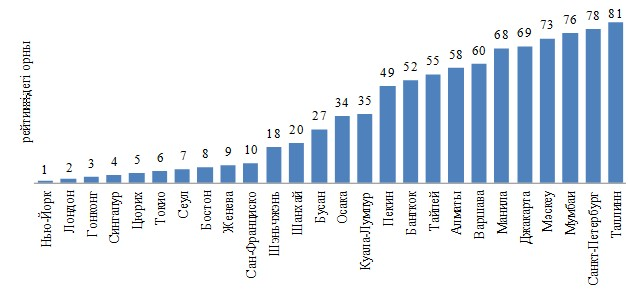 рейтингідегі орны
1
2
3
4
5
6
7
8
9
10
18
20
27
34
35
49
52
55
58
60
68
69
73
76
78
81
Нью-Йорк
Лондон
Гонконг
Сингапур
Цюрих
Токио
Сеул
Бостон
Женева
Сан-Франциско
Шэньчжэнь
Шанхай
Бусан
Осака
Куала-Лумпур
Пекин
Бангкок
Тайпей
Алматы
Варшава
Манила
Джакарта
Мәскеу
Мумбаи
Санкт-Петербург
Таллинн